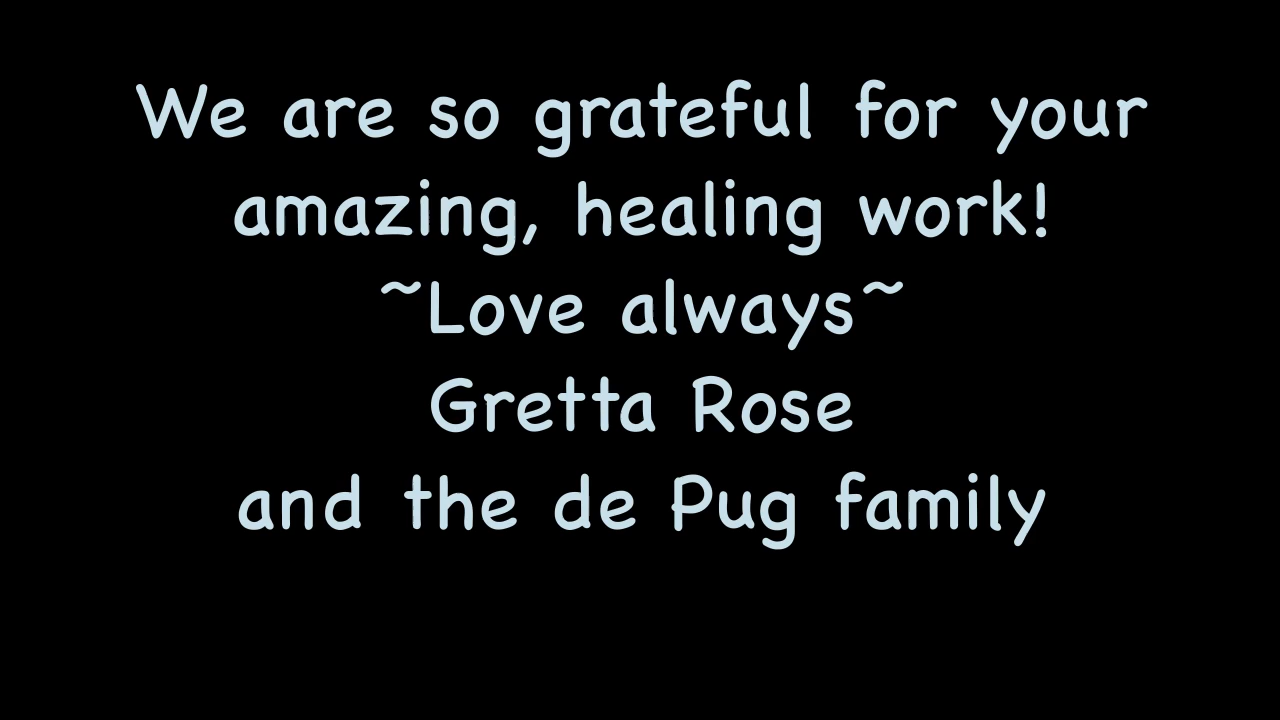 We are so grateful for your
amazing, healing work!
~Love always~
Gretta Rose
and the de Pug family